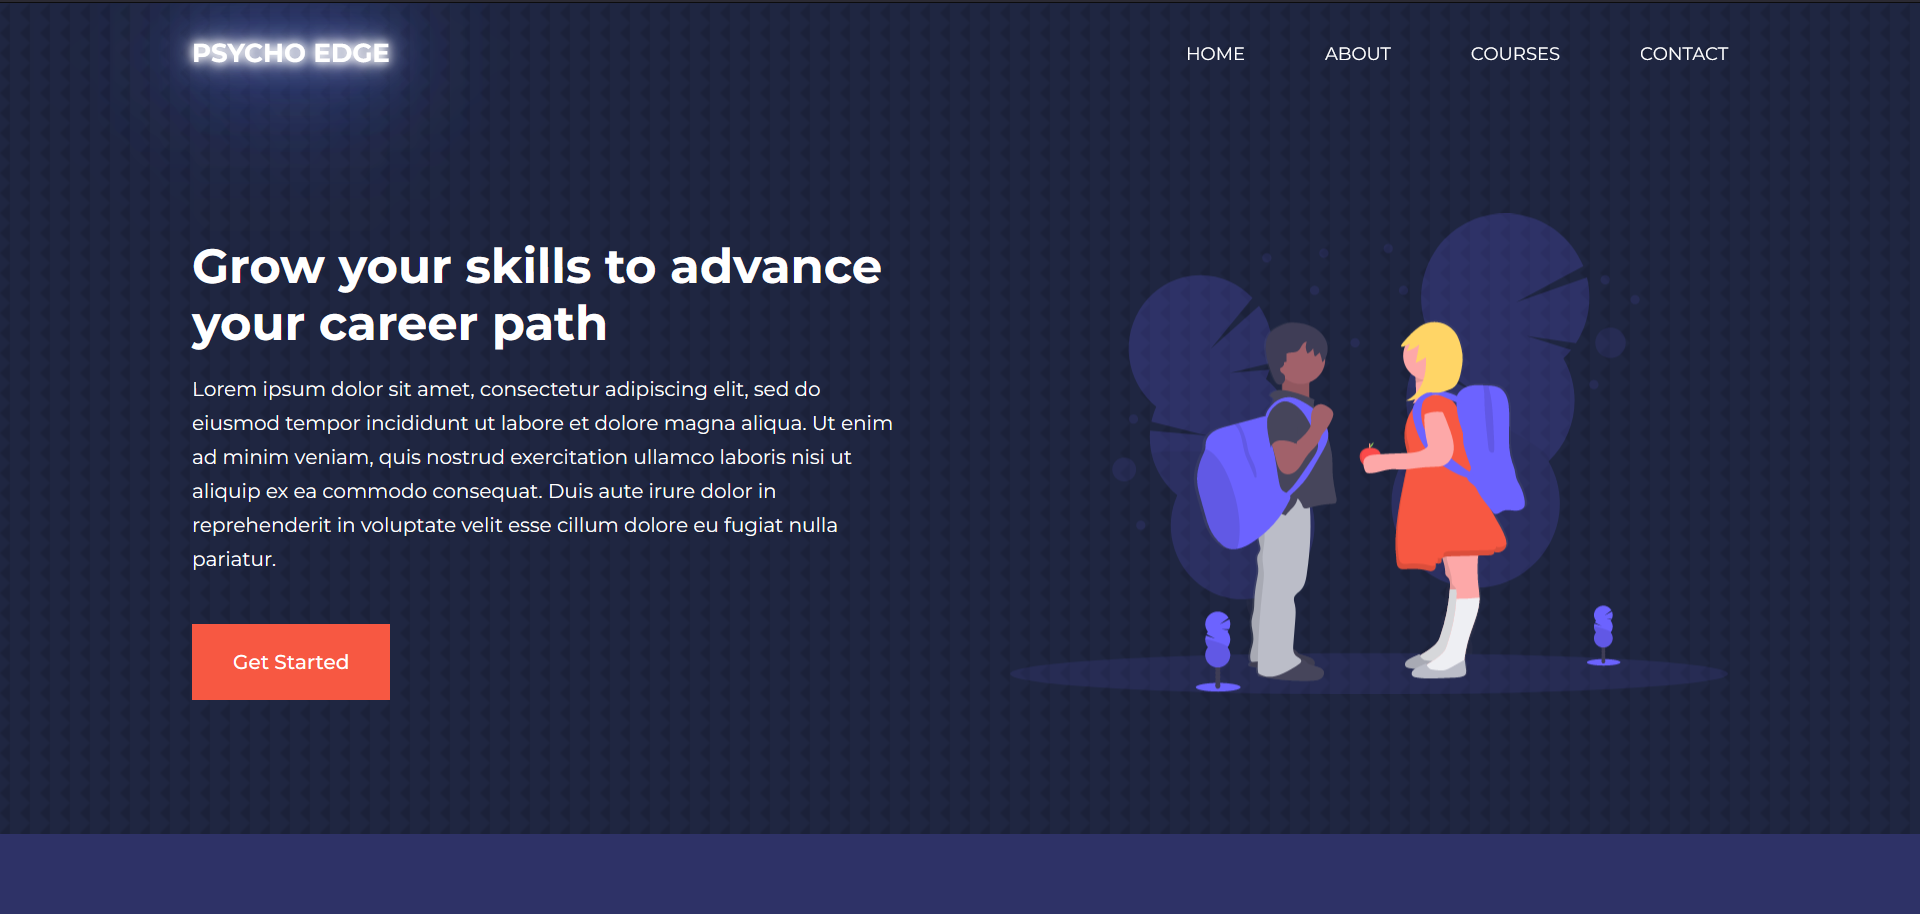 PSYCHO EDGE
HOME
ABOUT
COURSES
CONTACT
Grow your skills to advance
your career path
Lorem ipsum dolor sit amet, consectetur adipiscing elit, sed do
eiusmod tempor incididunt ut labore et dolore magna aliqua. Ut enim
ad minim veniam, quis nostrud exercitation ullamco laboris nisi ut
aliquip ex ea commodo consequat. Duis aute irure dolor in
reprehenderit in voluptate velit esse cillum dolore eu fugiat nulla
pariatur.
Get Started